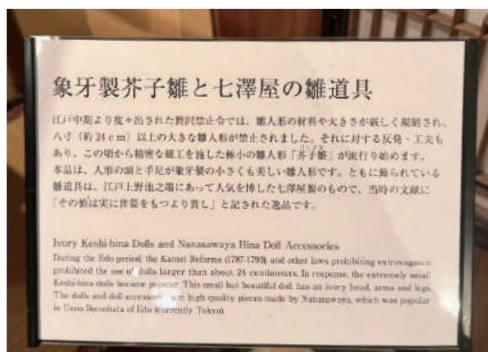 象牙製芥子雛と七澤屋の雛道具
江戸中期より度々出された贅沢禁止令では、雛人形の材料や大きさが厳しく規制され、
八寸（約24cm）以上の大きな雛人形が禁止されました。それに対する反発・工夫も
あり、この頃から精密な細工を施した極小の雛人形「芥子雛」が流行り始めます。
本品は、人形の頭と手足が象牙製の小さくも美しい雛人形です。ともに飾られている
雛道具は、江戸上野池之端にあって人気を博した七澤屋製のもので、当時の文献に
「その値は実に世帯をもつより貴し」と記された逸品です。
Ivory Keshi-bina Dolls and Nanasawaya Hina Doll Accessories
During the Edo period, the Kansei Reforms (1787-1793) and other laws prohibiting extravagance
prohibited the use of dolls larger than about 24 centimeters. In response, the extremely small
Keshi-bina dolls became popular. This small but beautiful doll has an ivory head, arms and legs.
The dolls and doll accessories are high quality pieces made by Nanasawaya, which was popular
in Ueno Ikenohata of Edo (currently Tokyo).